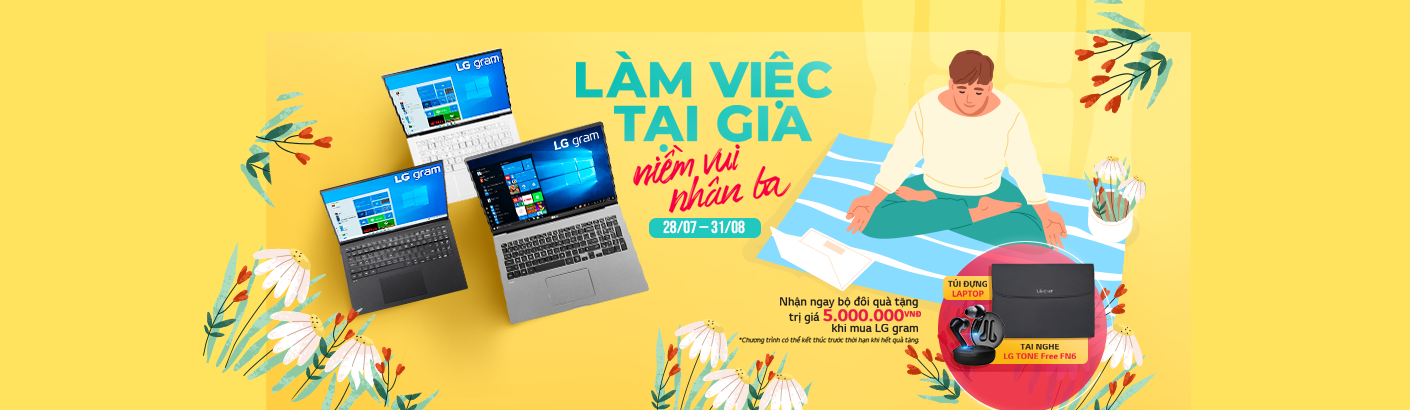 LG gram
LG gram
LG gram
LÀM VIỆC
TẠI GIA
niềm vui
nhân ba
28/07 – 31/08
Nhận ngay bộ đôi quà tặng
trị giá 5.000.000VNĐ
khi mua LG gram
*Chương trình có thể kết thúc trước thời hạn khi hết quà tặng.
TÚI ĐỰNG
LAPTOP
TAI NGHE
LG TONE Free FN6